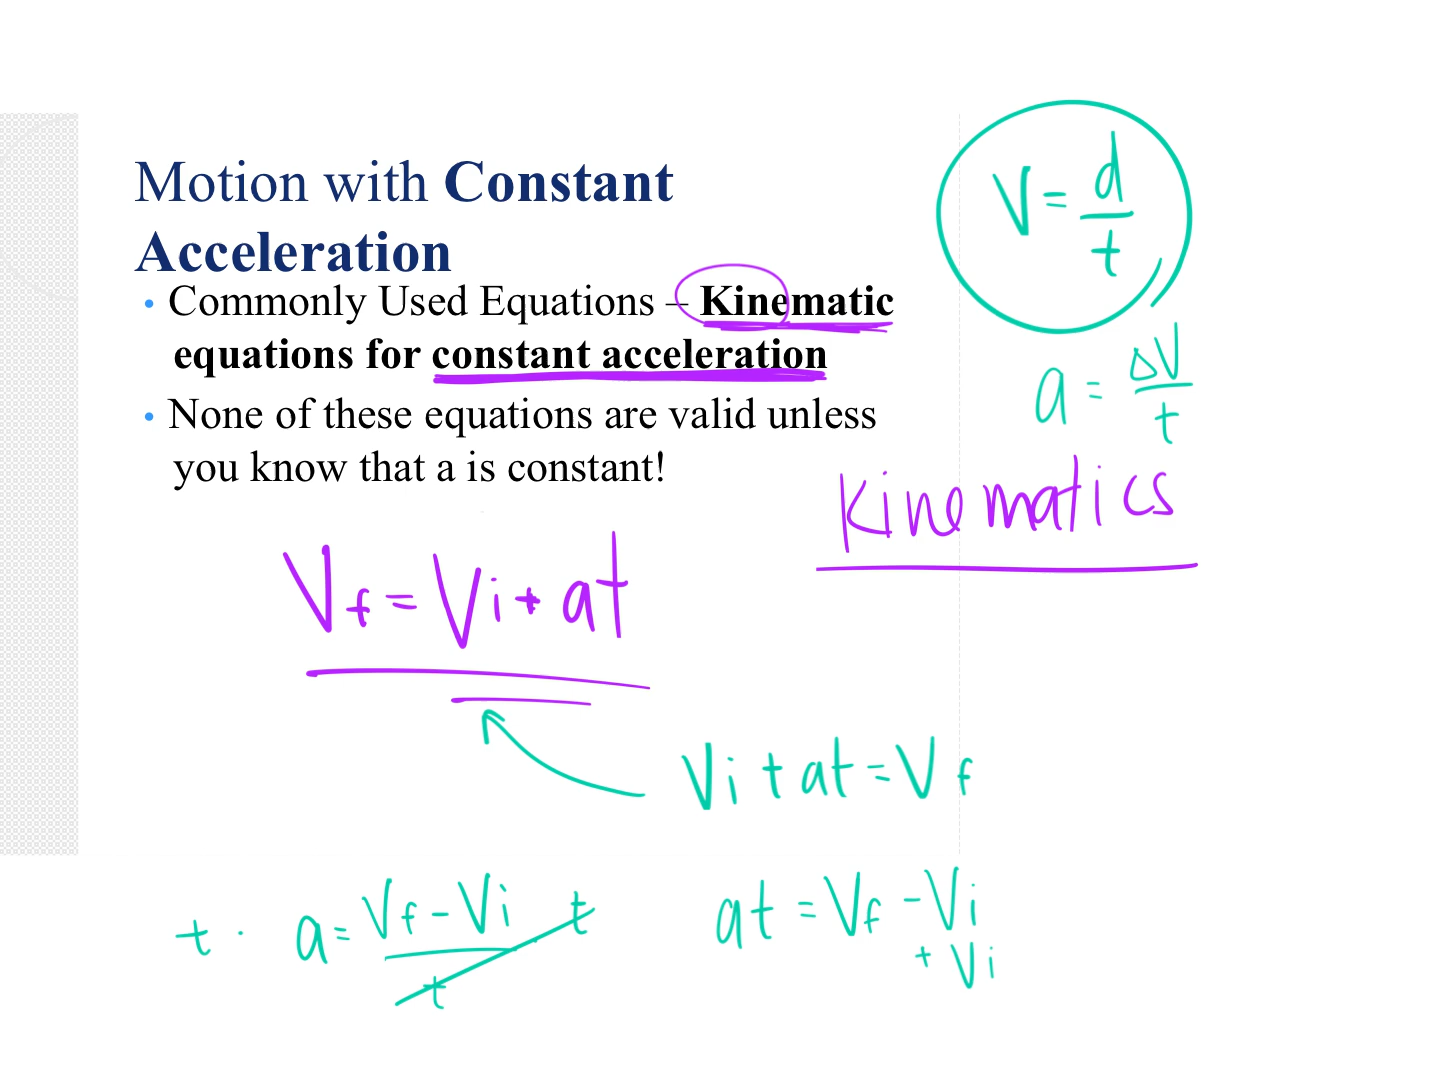 Motion with Constant
Acceleration
• Commonly Used Equations – Kinematic
equations for constant acceleration
• None of these equations are valid unless
you know that a is constant!
V = d/t
a = ΔV/t
Kinematics
Vf = Vi + at
Vi + at = Vf
t · a = Vf - Vi / t t
at = Vf - Vi
+ Vi